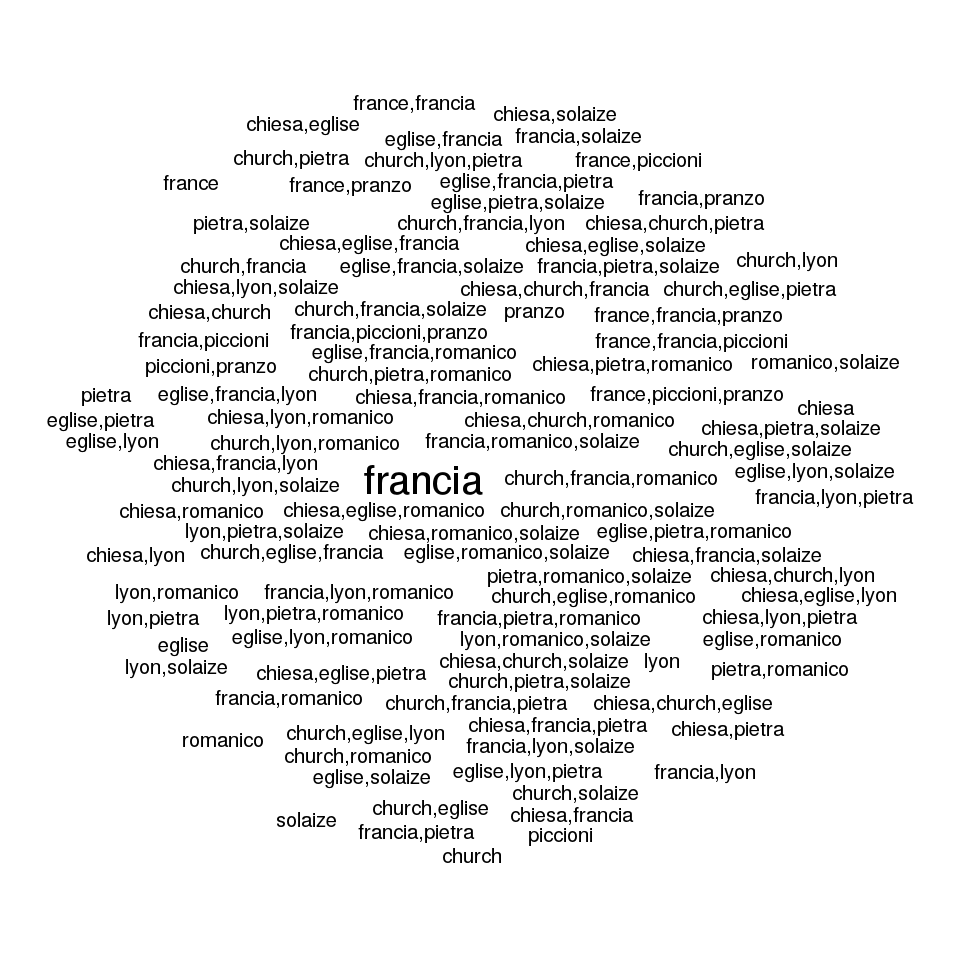 france,francia
chiesa,solaize
chiesa,eglise
eglise,francia
francia,solaize
church,pietra
church,lyon,pietra
france,piccioni
france
france,pranzo
eglise,francia,pietra
francia,pranzo
eglise,pietra,solaize
pietra,solaize
church,francia,lyon
chiesa,church,pietra
chiesa,eglise,francia
chiesa,eglise,solaize
church,francia
eglise,francia,solaize
francia,pietra,solaize
church,lyon
chiesa,lyon,solaize
chiesa,church,francia
church,eglise,pietra
chiesa,church
church,francia,solaize
pranzo
france,francia,pranzo
francia,piccioni
francia,piccioni,pranzo
france,francia,piccioni
eglise,francia,romanico
piccioni,pranzo
church,pietra,romanico
chiesa,pietra,romanico
romanico,solaize
pietra
eglise,francia,lyon
chiesa,francia,romanico
france,piccioni,pranzo
chiesa
eglise,pietra
chiesa,lyon,romanico
chiesa,church,romanico
chiesa,pietra,solaize
eglise,lyon
church,lyon,romanico
francia,romanico,solaize
church,eglise,solaize
chiesa,francia,lyon
church,lyon,solaize
francia
church,francia,romanico
eglise,lyon,solaize
francia,lyon,pietra
chiesa,romanico
chiesa,eglise,romanico
church,romanico,solaize
lyon,pietra,solaize
chiesa,romanico,solaize
eglise,pietra,romanico
chiesa,lyon
church,eglise,francia
eglise,romanico,solaize
chiesa,francia,solaize
pietra,romanico,solaize
chiesa,church,lyon
lyon,romanico
francia,lyon,romanico
church,eglise,romanico
chiesa,eglise,lyon
lyon,pietra
lyon,pietra,romanico
francia,pietra,romanico
chiesa,lyon,pietra
eglise
eglise,lyon,romanico
lyon,romanico,solaize
eglise,romanico
lyon,solaize
chiesa,eglise,pietra
chiesa,church,solaize
lyon
pietra,romanico
church,pietra,solaize
francia,romanico
church,francia,pietra
chiesa,church,eglise
romanico
church,eglise,lyon
chiesa,francia,pietra
chiesa,pietra
church,romanico
francia,lyon,solaize
eglise,solaize
eglise,lyon,pietra
francia,lyon
church,solaize
solaize
church,eglise
chiesa,francia
francia,pietra
piccioni
church